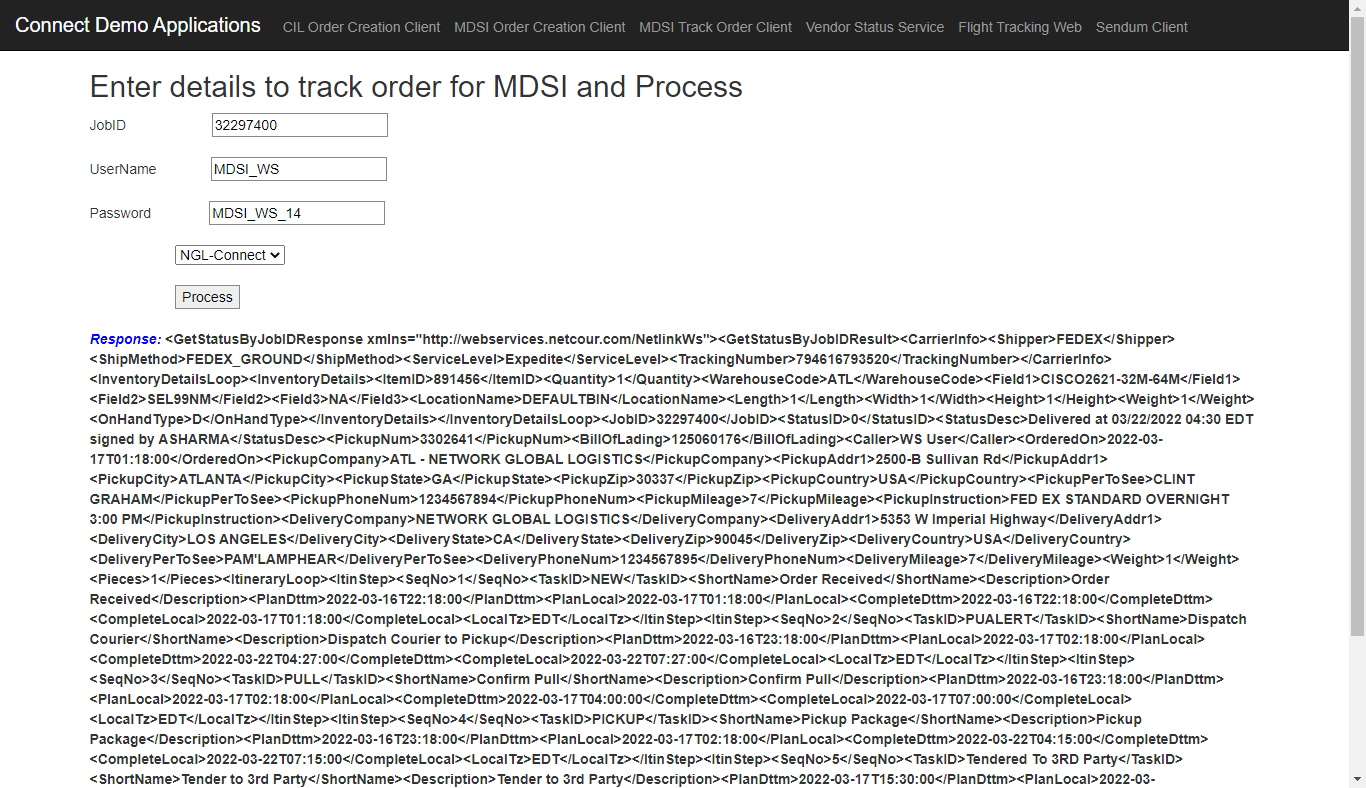 Connect Demo Applications CIL Order Creation Client MDSI Order Creation Client MDSI Track Order Client Vendor Status Service Flight Tracking Web Sendum Client
Enter details to track order for MDSI and Process
JobID 32297400
UserName MDSI_WS
Password MDSI_WS_14
NGL-Connect
Process
Response: <GetStatusByJobIDResponse xmlns="http://webservices.netcour.com/NetlinkWs"><GetStatusByJobIDResult><CarrierInfo><Shipper>FEDEX</Shipper>
<ShipMethod>FEDEX_GROUND</ShipMethod><ServiceLevel>Expedite</ServiceLevel><TrackingNumber>794616793520</TrackingNumber></CarrierInfo>
<InventoryDetailsLoop><InventoryDetails><ItemID>891456</ItemID><Quantity>1</Quantity><WarehouseCode>ATL</WarehouseCode><Field1>CISCO2621-32M-64M</Field1>
<Field2>SEL99NM</Field2><Field3>NA</Field3><LocationName>DEFAULTBIN</LocationName><Length>1</Length><Width>1</Width><Height>1</Height><Weight>1</Weight>
<OnHandType>D</OnHandType></InventoryDetails></InventoryDetailsLoop><JobID>32297400</JobID><StatusID>0</StatusID><StatusDesc>Delivered at 03/22/2022 04:30 EDT
signed by ASHARMA</StatusDesc><PickupNum>3302641</PickupNum><BillOfLading>125060176</BillOfLading><Caller>WS User</Caller><OrderedOn>2022-03-
17T01:18:00</OrderedOn><PickupCompany>ATL - NETWORK GLOBAL LOGISTICS</PickupCompany><PickupAddr1>2500-B Sullivan Rd</PickupAddr1>
<PickupCity>ATLANTA</PickupCity><PickupState>GA</PickupState><PickupZip>30337</PickupZip><PickupCountry>USA</PickupCountry><PickupPerToSee>CLINT
GRAHAM</PickupPerToSee><PickupPhoneNum>1234567894</PickupPhoneNum><PickupMileage>7</PickupMileage><PickupInstruction>FED EX STANDARD OVERNIGHT
3:00 PM</PickupInstruction><DeliveryCompany>NETWORK GLOBAL LOGISTICS</DeliveryCompany><DeliveryAddr1>5353 W Imperial Highway</DeliveryAddr1>
<DeliveryCity>LOS ANGELES</DeliveryCity><DeliveryState>CA</DeliveryState><DeliveryZip>90045</DeliveryZip><DeliveryCountry>USA</DeliveryCountry>
<DeliveryPerToSee>PAM'LAMPHEAR</DeliveryPerToSee><DeliveryPhoneNum>1234567895</DeliveryPhoneNum><DeliveryMileage>7</DeliveryMileage><Weight>1</Weight>
<Pieces>1</Pieces><ItineraryLoop><ItinStep><SeqNo>1</SeqNo><TaskID>NEW</TaskID><ShortName>Order Received</ShortName><Description>Order
Received</Description><PlanDttm>2022-03-16T22:18:00</PlanDttm><PlanLocal>2022-03-17T01:18:00</PlanLocal><CompleteDttm>2022-03-16T22:18:00</CompleteDttm>
<CompleteLocal>2022-03-17T01:18:00</CompleteLocal><LocalTz>EDT</LocalTz></ItinStep><ItinStep><SeqNo>2</SeqNo><TaskID>PUALERT</TaskID><ShortName>Dispatch
Courier</ShortName><Description>Dispatch Courier to Pickup</Description><PlanDttm>2022-03-16T23:18:00</PlanDttm><PlanLocal>2022-03-17T02:18:00</PlanLocal>
<CompleteDttm>2022-03-22T04:27:00</CompleteDttm><CompleteLocal>2022-03-22T07:27:00</CompleteLocal><LocalTz>EDT</LocalTz></ItinStep><ItinStep>
<SeqNo>3</SeqNo><TaskID>PULL</TaskID><ShortName>Confirm Pull</ShortName><Description>Confirm Pull</Description><PlanDttm>2022-03-16T23:18:00</PlanDttm>
<PlanLocal>2022-03-17T02:18:00</PlanLocal><CompleteDttm>2022-03-17T04:00:00</CompleteDttm><CompleteLocal>2022-03-17T07:00:00</CompleteLocal>
<LocalTz>EDT</LocalTz></ItinStep><ItinStep><SeqNo>4</SeqNo><TaskID>PICKUP</TaskID><ShortName>Pickup Package</ShortName><Description>Pickup
Package</Description><PlanDttm>2022-03-16T23:18:00</PlanDttm><PlanLocal>2022-03-17T02:18:00</PlanLocal><CompleteDttm>2022-03-22T04:15:00</CompleteDttm>
<CompleteLocal>2022-03-22T07:15:00</CompleteLocal><LocalTz>EDT</LocalTz></ItinStep><ItinStep><SeqNo>5</SeqNo><TaskID>Tendered To 3RD Party</TaskID>
<ShortName>Tender to 3rd Party</ShortName><Description>Tender to 3rd Party</Description><PlanDttm>2022-03-17T15:30:00</PlanDttm><PlanLocal>2022-03-